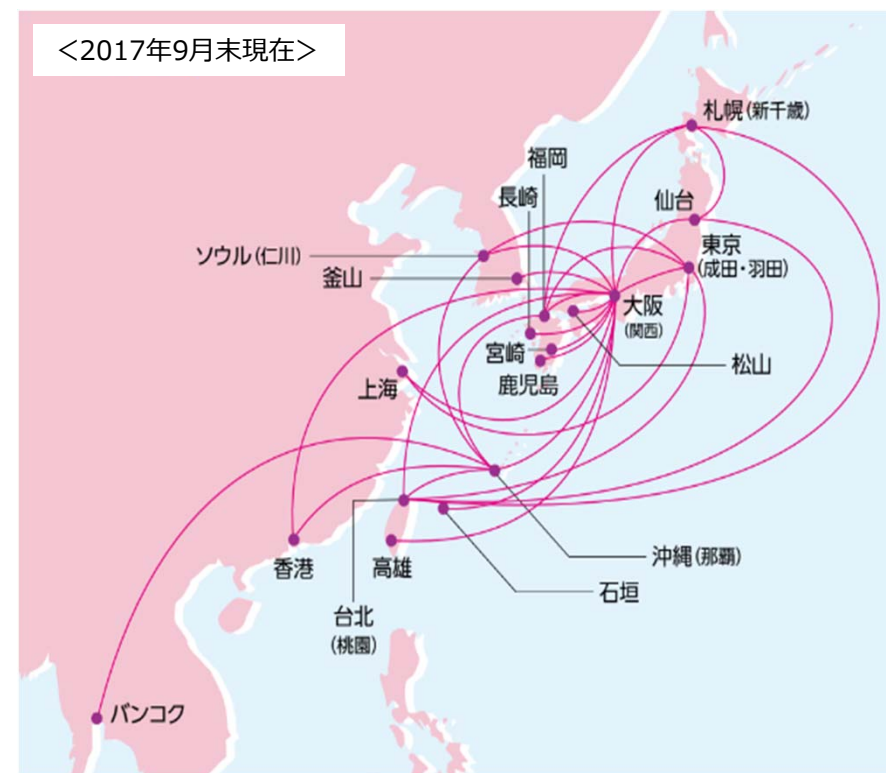 <2017年9月末現在>
札幌(新千歳)
福岡
長崎
仙台
東京
(成田・羽田)
ソウル(仁川)
釜山
大阪
(関西)
宮崎
松山
上海
鹿児島
沖縄(那覇)
香港
高雄
石垣
台北
(桃園)
バンコク